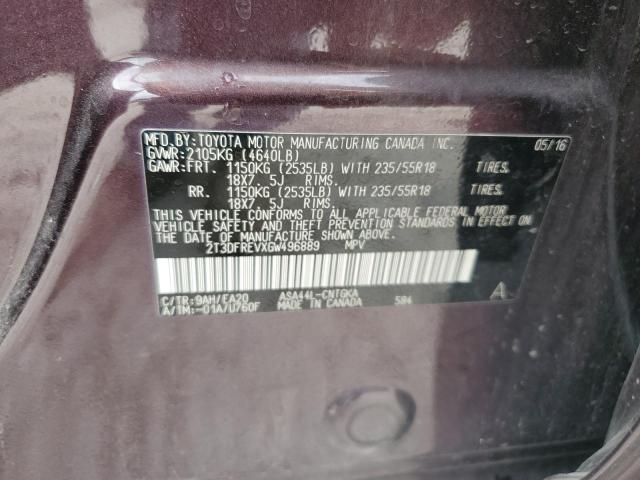 MFD.BY:TOYOTA MOTOR MANUFACTURING CANADA INC. 05/16
GVWR:2105KG (4640LB)
GAWR:FRT. 1150KG (2535LB) WITH 235/55R18 TIRES.
18X7.5J RIMS.
RR. 1150KG (2535LB) WITH 235/55R18 TIRES.
18X7.5J RIMS.
THIS VEHICLE CONFORMS TO ALL APPLICABLE FEDERAL MOTOR
VEHICLE SAFETY AND BUMPER STANDARDS IN EFFECT ON
THE DATE OF MANUFACTURE SHOWN ABOVE.
2T3DFREVXGW496889 MPV
C/TR:9AH/EA20 ASA44L-CNTGKA 584
A/TM:-01A/U760F MADE IN CANADA A